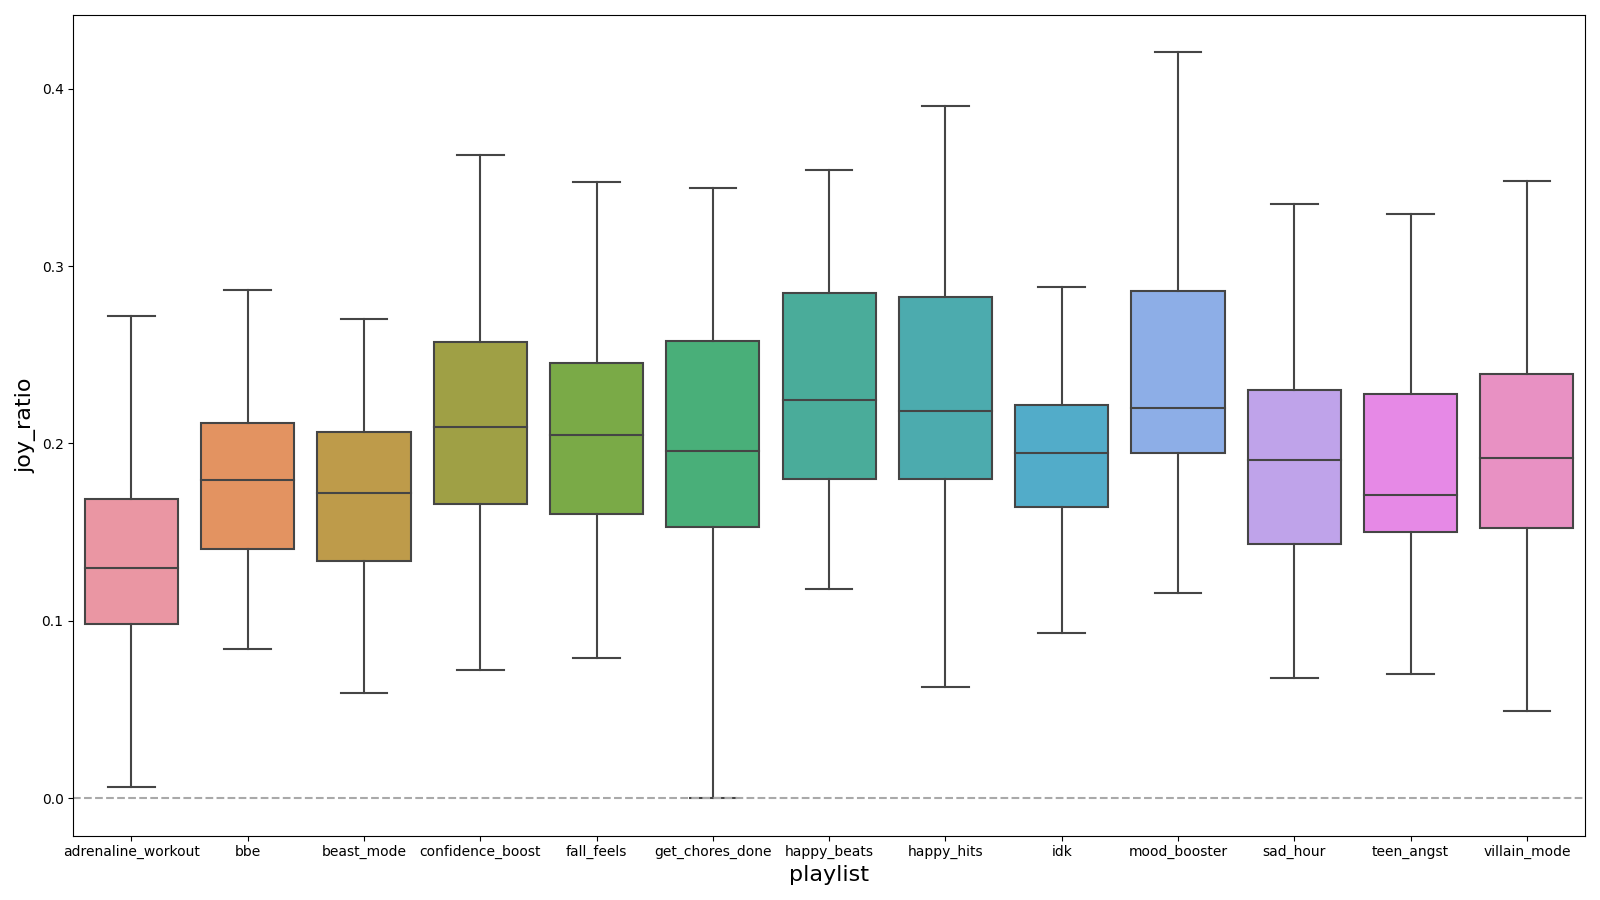 joy_ratio
0.4
0.3
0.2
0.1
0.0
adrenaline_workout bbe beast_mode confidence_boost fall_feels get_chores_done happy_beats happy_hits idk mood_booster sad_hour teen_angst villain_mode
playlist